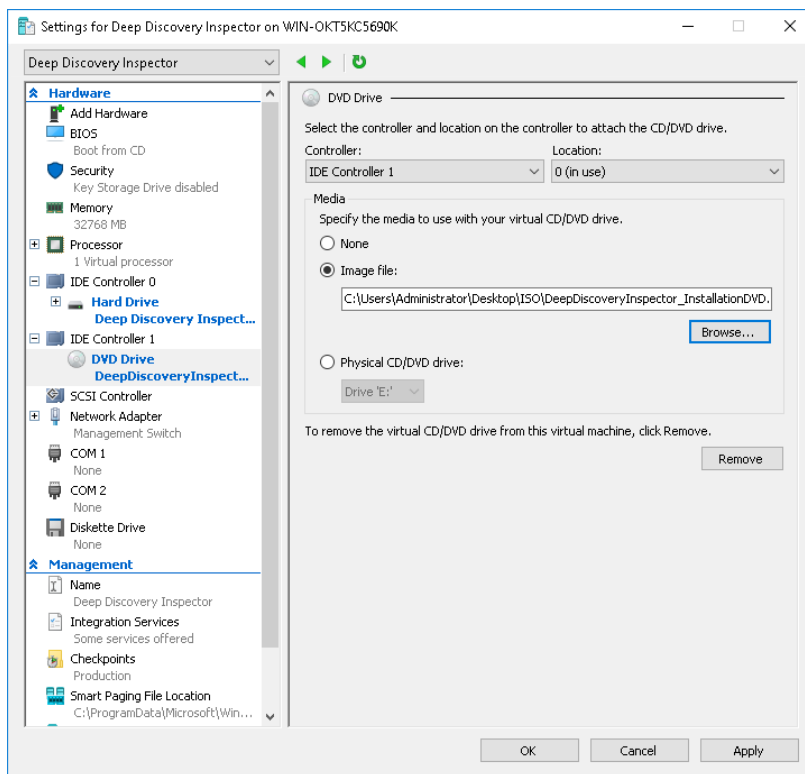 Settings for Deep Discovery Inspector on WIN-OKT5KC5690K
Deep Discovery Inspector
Hardware
Add Hardware
BIOS
Boot from CD
Security
Key Storage Drive disabled
Memory
32768 MB
Processor
1 Virtual processor
IDE Controller 0
Hard Drive
Deep Discovery Inspect...
IDE Controller 1
DVD Drive
DeepDiscoveryInspect...
SCSI Controller
Network Adapter
Management Switch
COM 1
None
COM 2
None
Diskette Drive
None
Management
Name
Deep Discovery Inspector
Integration Services
Some services offered
Checkpoints
Production
Smart Paging File Location
C:\ProgramData\Microsoft\Win...
DVD Drive
Select the controller and location on the controller to attach the CD/DVD drive.
Controller:
Location:
IDE Controller 1
0 (in use)
Media
Specify the media to use with your virtual CD/DVD drive.
None
Image file:
C:\Users\Administrator\Desktop\ISO\DeepDiscoveryInspector_InstallationDVD.
Browse...
Physical CD/DVD drive:
Drive 'E:'
To remove the virtual CD/DVD drive from this virtual machine, click Remove.
Remove
OK
Cancel
Apply